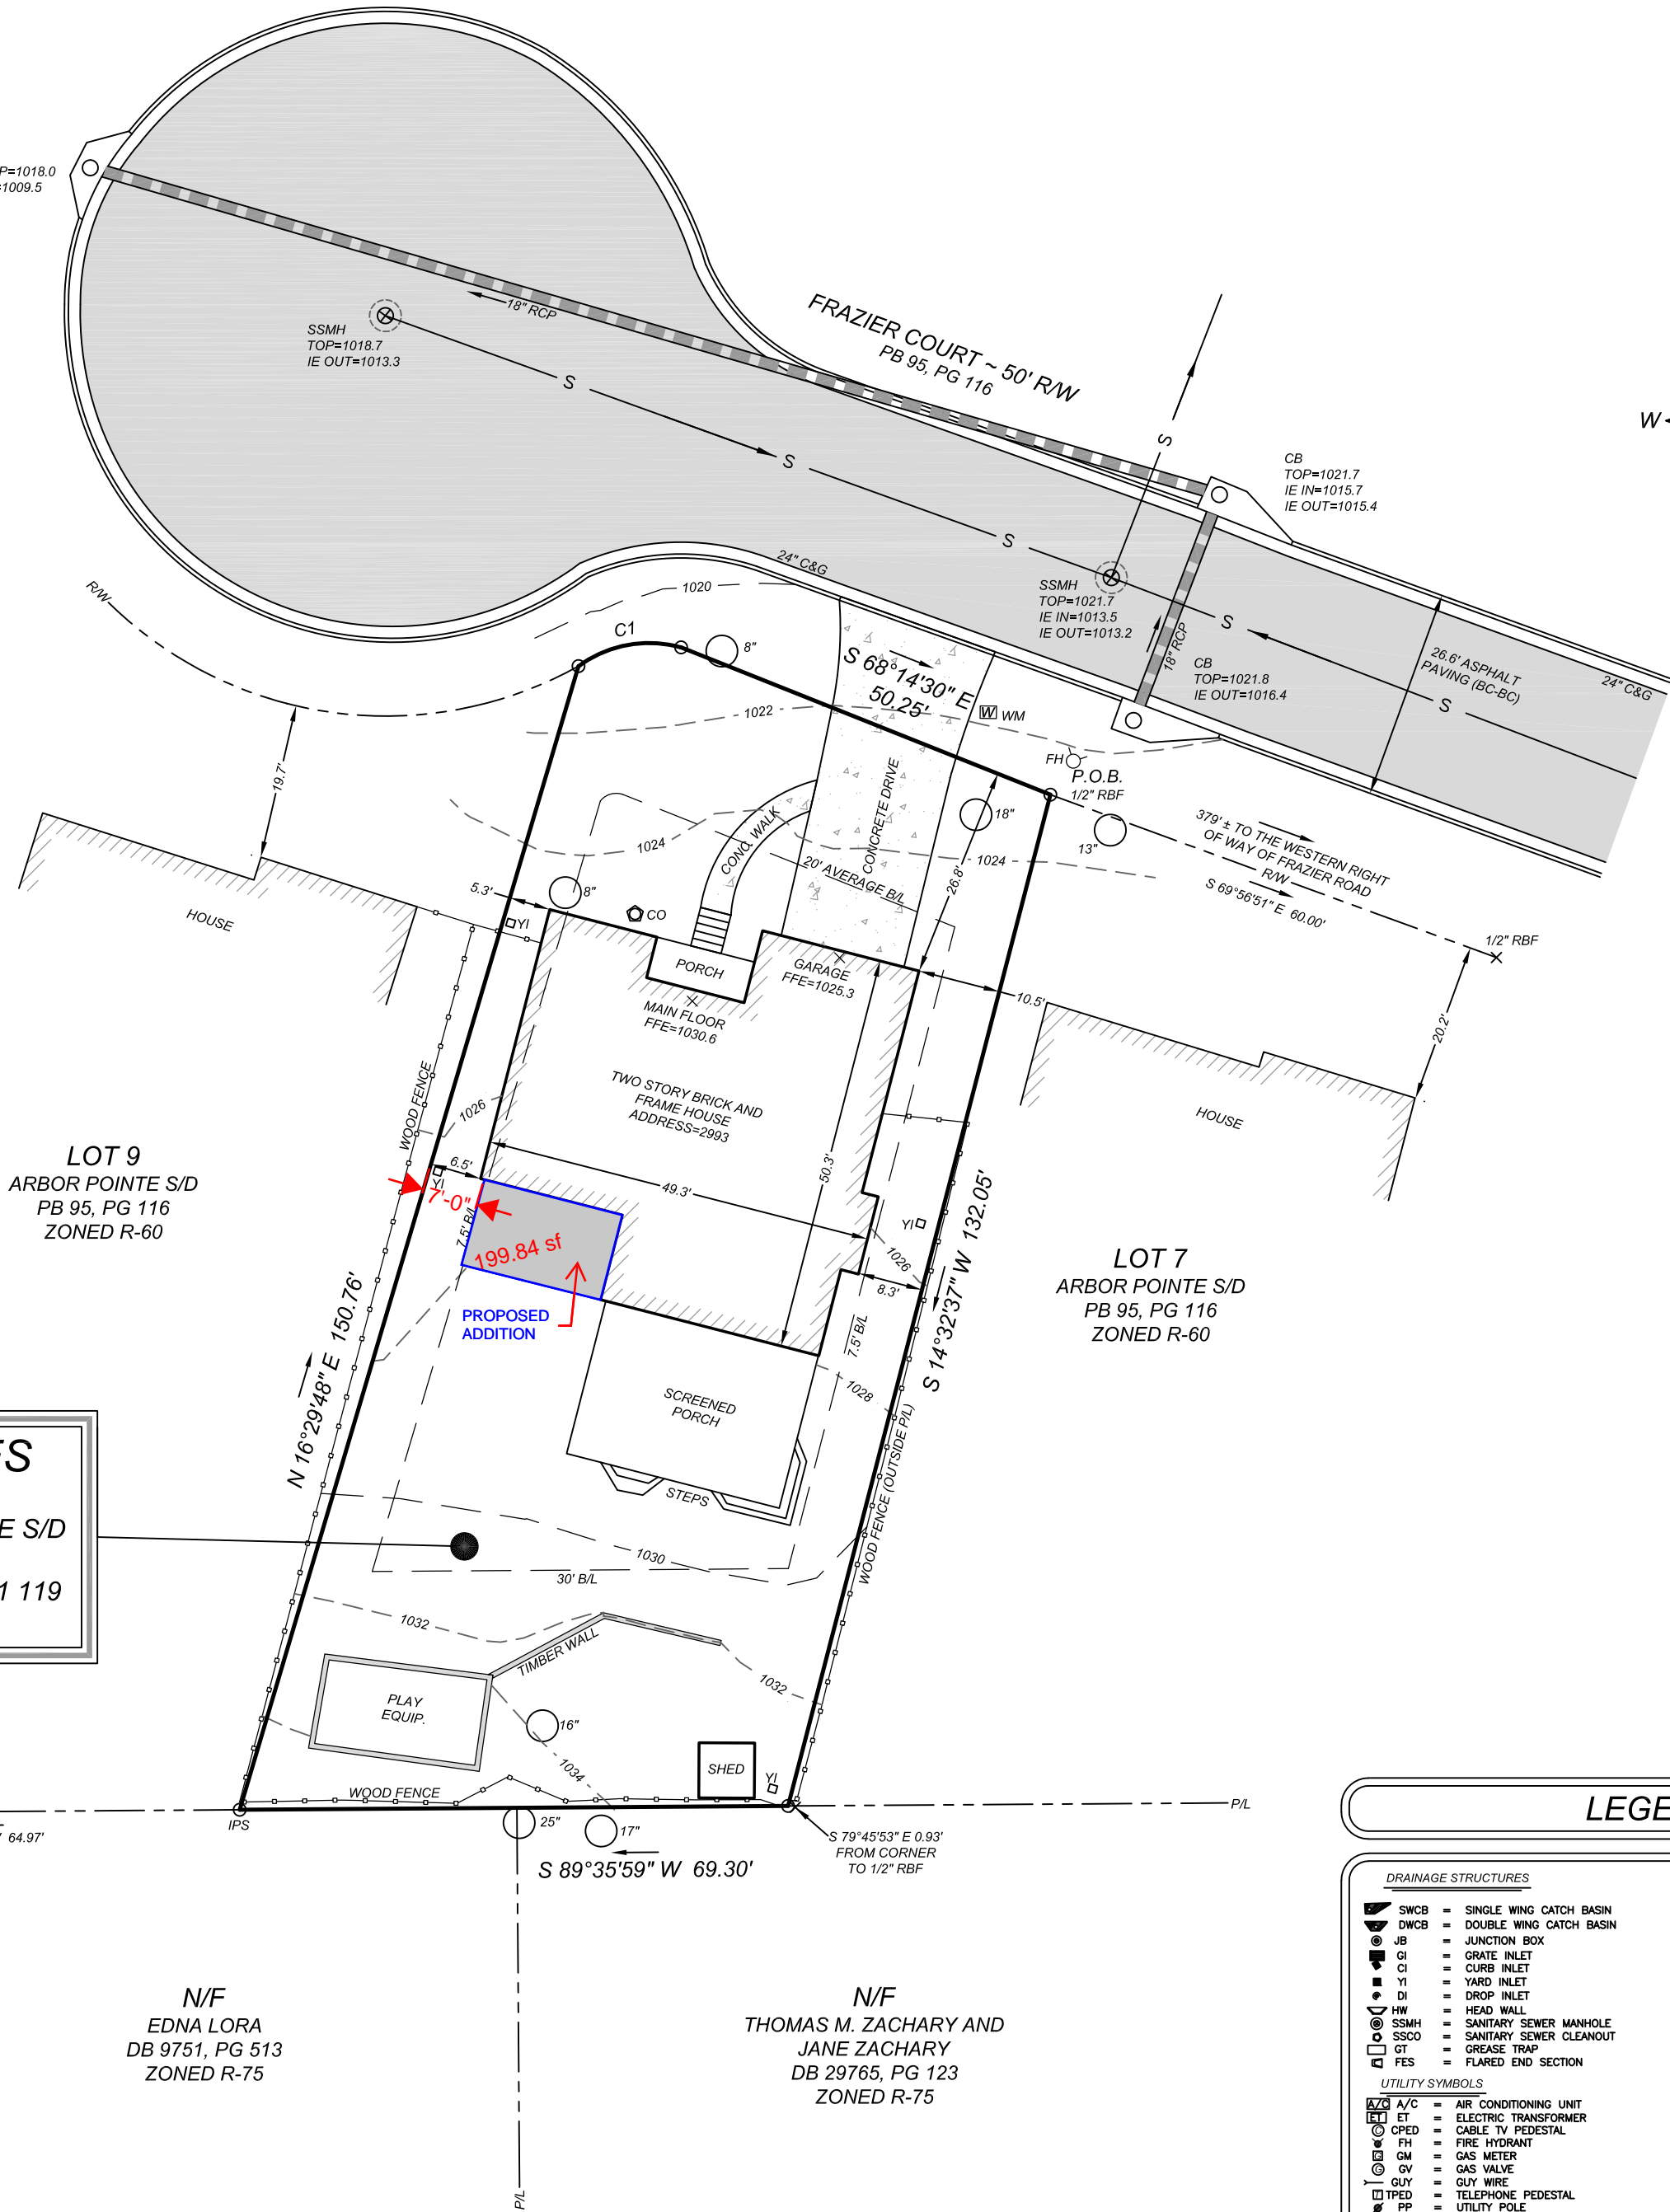 P=1018.0
=1009.5
SSMH
TOP=1018.7
IE OUT=1013.3
18" RCP
FRAZIER COURT ~ 50' R/W
PB 95, PG 116
W
S
S
S
S
S
S
CB
TOP=1021.7
IE IN=1015.7
IE OUT=1015.4
SSMH
TOP=1021.7
IE IN=1013.5
IE OUT=1013.2
18" RCP
CB
TOP=1021.8
IE OUT=1016.4
26.6' ASPHALT
PAVING (BC-BC)
24" C&G
24" C&G
R/W
1020
C1
8"
S 68°14'30" E
50.25'
1022
W WM
FH
P.O.B.
1/2" RBF
19.7'
18"
13"
379' ± TO THE WESTERN RIGHT
OF WAY OF FRAZIER ROAD
R/W
S 69°56'51" E 60.00'
1/2" RBF
CONC. WALK
CONCRETE DRIVE
1024
1024
20' AVERAGE B/L
26.8'
5.3'
8"
CO
YI
HOUSE
PORCH
GARAGE
FFE=1025.3
MAIN FLOOR
FFE=1030.6
10.5'
20.2'
HOUSE
WOOD FENCE
1026
TWO STORY BRICK AND
FRAME HOUSE
ADDRESS=2993
LOT 9
ARBOR POINTE S/D
PB 95, PG 116
ZONED R-60
6.5'
YI
7'-0"
7.5' B/L
49.3'
50.3'
YI
1026
8.3'
S 14°32'37" W 132.05'
LOT 7
ARBOR POINTE S/D
PB 95, PG 116
ZONED R-60
199.84 sf
PROPOSED
ADDITION
7.5' B/L
N 16°29'48" E 150.76'
SCREENED
PORCH
1028
STEPS
WOOD FENCE (OUTSIDE P/L)
ES
E S/D
1 119
1030
30' B/L
1032
TIMBER WALL
1032
PLAY
EQUIP.
16"
1034
SHED
YI
WOOD FENCE
IPS
25"
17"
' 64.97'
S 89°35'59" W 69.30'
S 79°45'53" E 0.93'
FROM CORNER
TO 1/2" RBF
P/L
P/L
N/F
EDNA LORA
DB 9751, PG 513
ZONED R-75
N/F
THOMAS M. ZACHARY AND
JANE ZACHARY
DB 29765, PG 123
ZONED R-75
LEGE
DRAINAGE STRUCTURES
SWCB = SINGLE WING CATCH BASIN
DWCB = DOUBLE WING CATCH BASIN
JB = JUNCTION BOX
GI = GRATE INLET
CI = CURB INLET
YI = YARD INLET
DI = DROP INLET
HW = HEAD WALL
SSMH = SANITARY SEWER MANHOLE
SSCO = SANITARY SEWER CLEANOUT
GT = GREASE TRAP
FES = FLARED END SECTION
UTILITY SYMBOLS
A/C A/C = AIR CONDITIONING UNIT
ET ET = ELECTRIC TRANSFORMER
C CPED = CABLE TV PEDESTAL
FH = FIRE HYDRANT
G GM = GAS METER
G GV = GAS VALVE
GUY = GUY WIRE
T TPED = TELEPHONE PEDESTAL
PP = UTILITY POLE